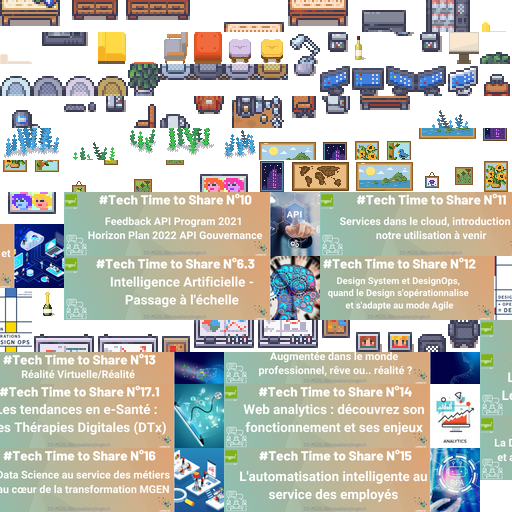 #Tech Time to Share N°10
Feedback API Program 2021
Horizon Plan 2022 API Gouvernance
API
#Tech Time to Share N°11
Services dans le cloud, introduction
notre utilisation à venir
et
#Tech Time to Share N°6.3
Intelligence Artificielle -
Passage à l'échelle
#Tech Time to Share N°12
Design System et DesignOps,
quand le Design s'opérationnalise
et s'adapte au mode Agile
SIGN OPS
#Tech Time to Share N°13
Réalité Virtuelle/Réalité
Augmentée dans le monde
professionnel, rêve ou.. réalité ?
#Tech Time to Share N°17.1
Les tendances en e-Santé :
es Thérapies Digitales (DTx)
#Tech Time to Share N°14
Web analytics : découvrez son
fonctionnement et ses enjeux
ANALYTICS
#Tech Time to Share N°16
Data Science au service des métiers
au cœur de la transformation MGEN
#Tech Time to Share N°15
L'automatisation intelligente au
service des employés
RPA
La D
et a